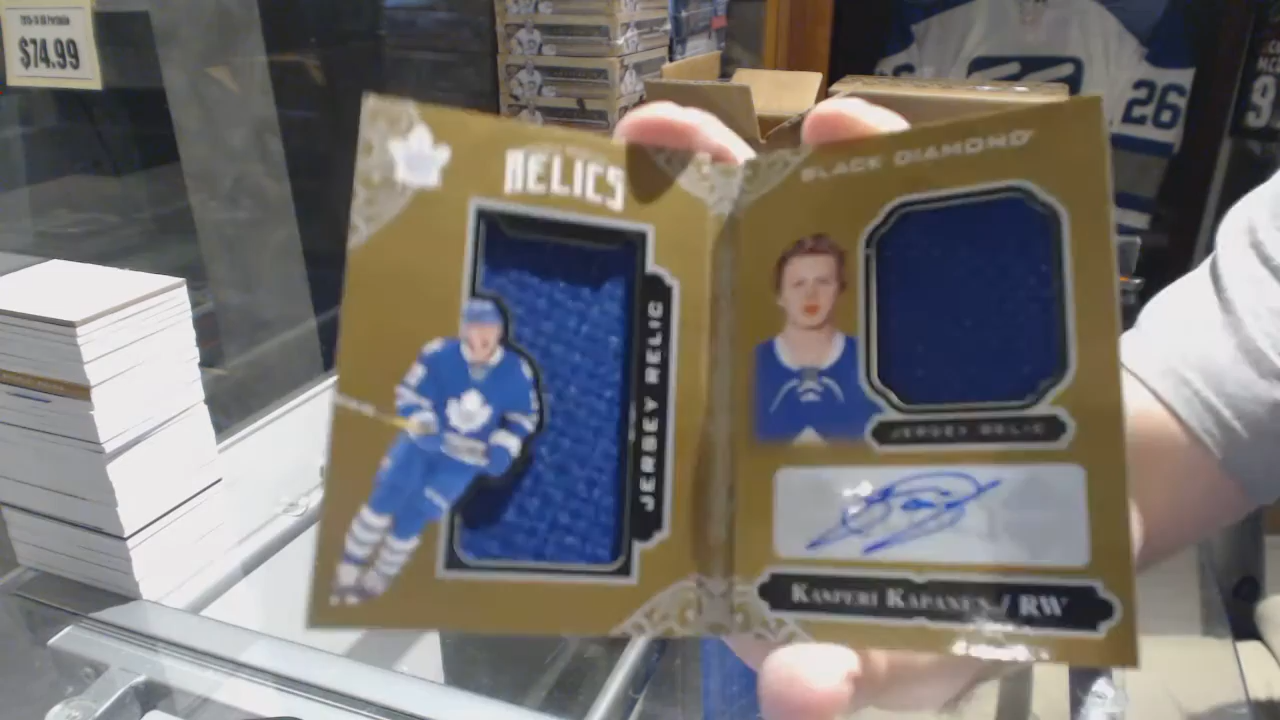 $74.99
RELICS
BLACK DIAMOND
26
JERSEY RELIC
JERSEY RELIC
KASPERI KAPANEN / RW